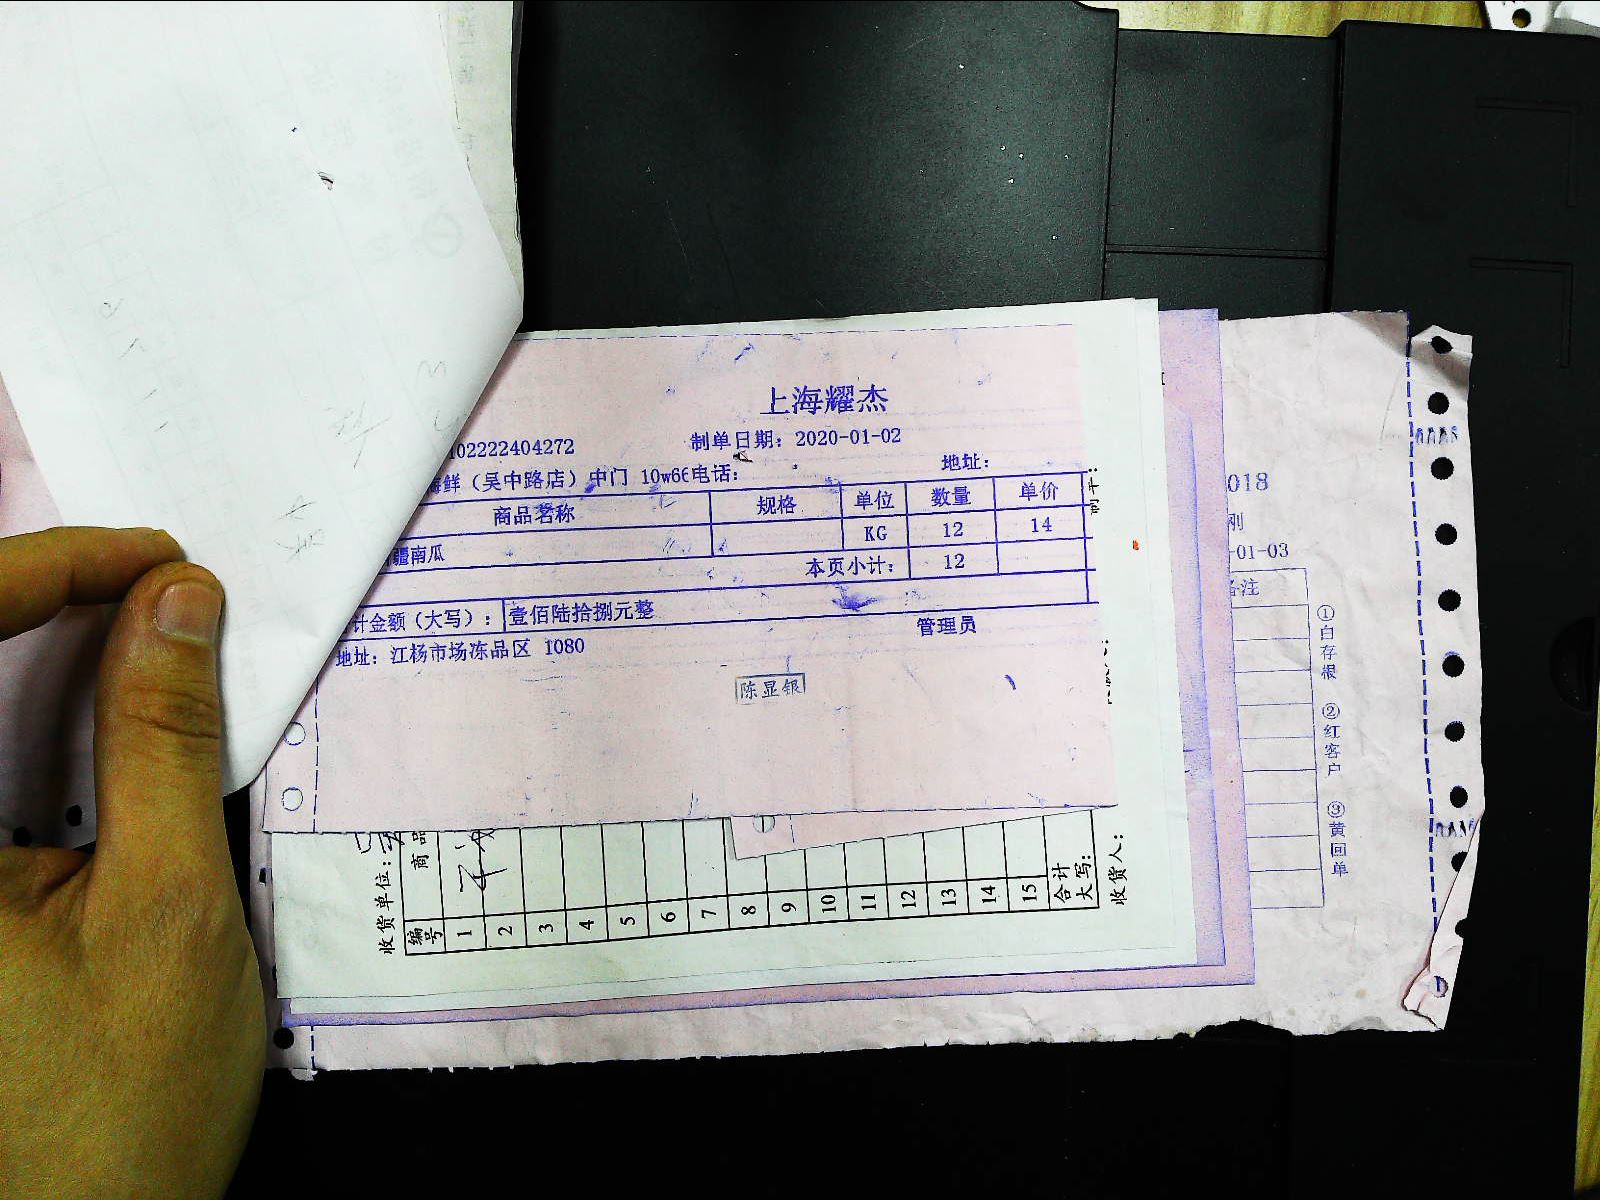 上海耀杰
102222404272 制单日期: 2020-01-02
海鲜（吴中路店）中门 10w66电话: 地址:
商品名称 规格 单位 数量 单价
疆南瓜 KG 12 14
本页小计: 12
计金额（大写）: 壹佰陆拾捌元整
管理员
地址: 江杨市场冻品区 1080
陈显银
018
刚
-01-03
备注
①白存根 ②红客户 ③黄回单
收货单位:
编号 商品
1
2
3
4
5
6
7
8
9
10
11
12
13
14
15
合计
大写:
收货人: